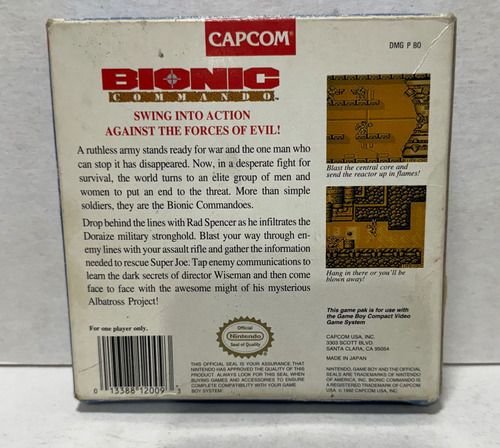 CAPCOM®
DMG P 80
BIONIC
COMMANDO™
SWING INTO ACTION
AGAINST THE FORCES OF EVIL!
A ruthless army stands ready for war and the one man who
can stop it has disappeared. Now, in a desperate fight for
survival, the world turns to an elite group of men and
women to put an end to the threat. More than simple
soldiers, they are the Bionic Commandoes.
Drop behind the lines with Rad Spencer as he infiltrates the
Doraize military stronghold. Blast your way through en-
emy lines with your assault rifle and gather the information
needed to rescue Super Joe. Tap enemy communications to
learn the dark secrets of director Wiseman and then come
face to face with the awesome might of his mysterious
Albatross Project!
Blast the central core and
send the reactor up in flames!
Hang in there or you'll be
blown away!
For one player only.
0 13388 12009 1
Official
Nintendo
Seal of Quality
THIS OFFICIAL SEAL IS YOUR ASSURANCE THAT
NINTENDO HAS APPROVED THE QUALITY OF THIS
PRODUCT. ALWAYS LOOK FOR THIS SEAL WHEN
BUYING GAMES AND ACCESSORIES TO ENSURE
COMPLETE COMPATIBILITY WITH YOUR GAME
BOY SYSTEM.
This game pak is for use with
the Game Boy Compact Video
Game System
CAPCOM USA, INC.
3303 SCOTT BLVD.
SANTA CLARA, CA 95054
MADE IN JAPAN
NINTENDO, GAME BOY AND THE OFFICIAL
SEALS ARE TRADEMARKS OF NINTENDO
OF AMERICA, INC. BIONIC COMMANDO IS
A REGISTERED TRADEMARK OF CAPCOM
USA. © 1992 CAPCOM USA, INC.